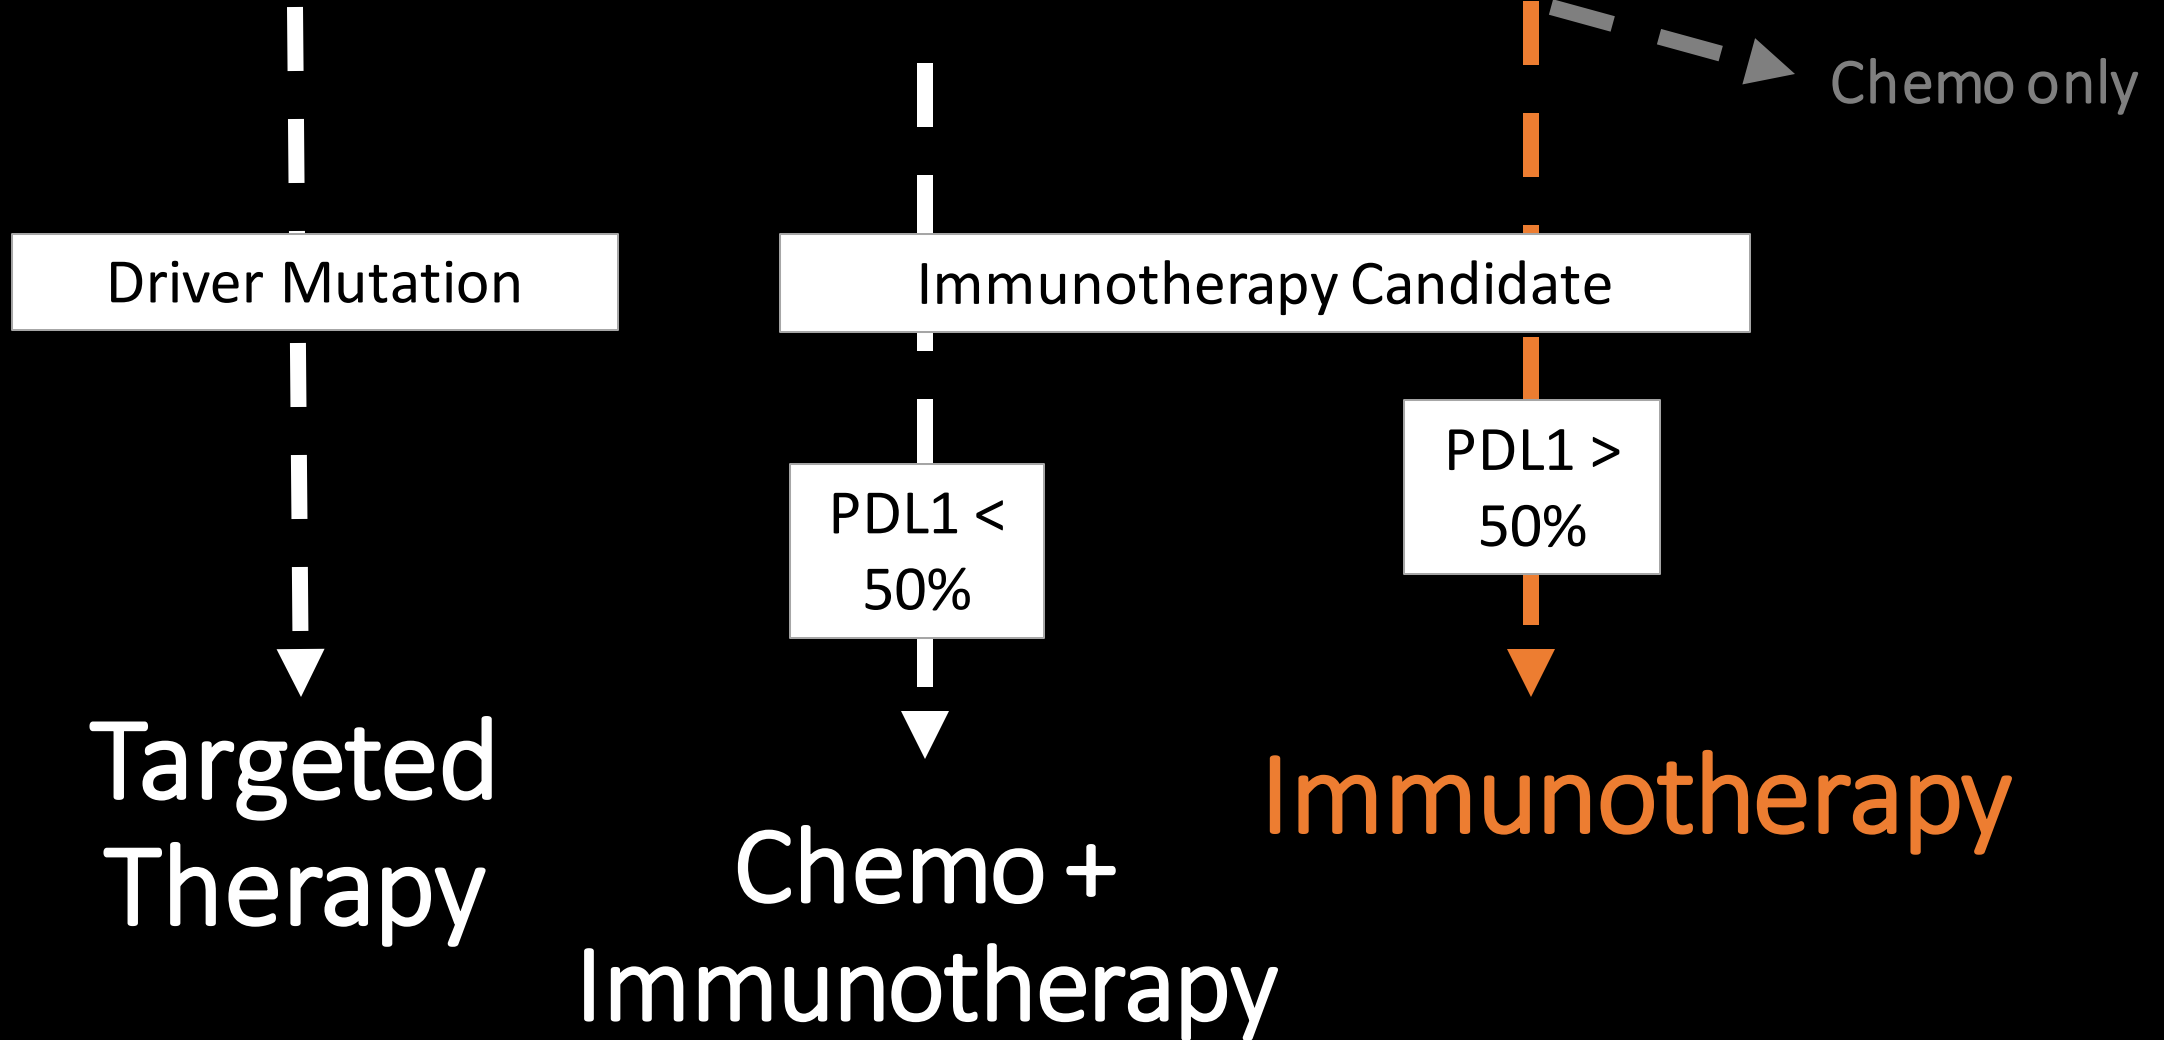 Chemo only
Driver Mutation
Immunotherapy Candidate
PDL1 <
50%
PDL1 >
50%
Targeted
Therapy
Chemo +
Immunotherapy
Immunotherapy